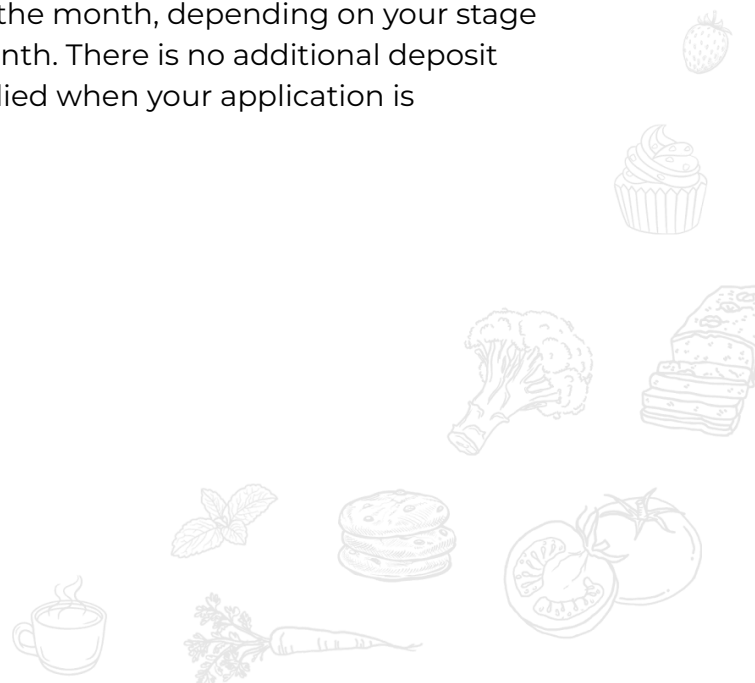 the month, depending on your stage
nth. There is no additional deposit
lied when your application is